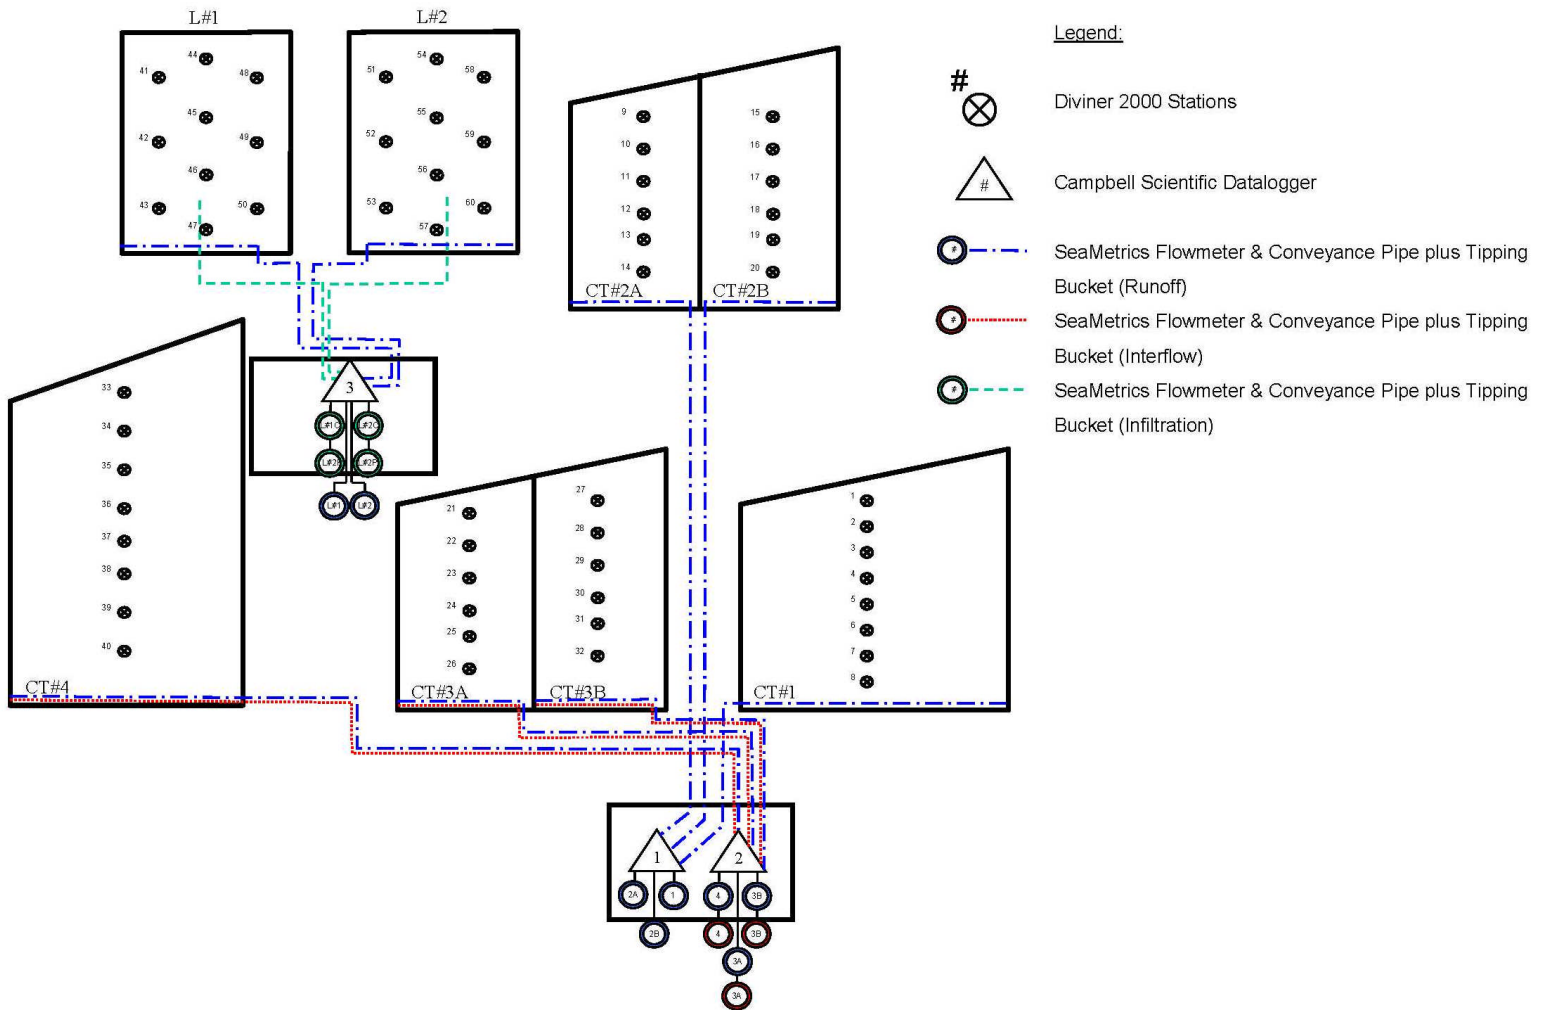 L#1
L#2
44
41
48
45
42
49
46
43
50
47
54
51
58
55
52
59
56
53
60
57
9
10
11
12
13
14
CT#2A
15
16
17
18
19
20
CT#2B
Legend:
#
Diviner 2000 Stations
#
Campbell Scientific Datalogger
#
SeaMetrics Flowmeter & Conveyance Pipe plus Tipping
Bucket (Runoff)
#
SeaMetrics Flowmeter & Conveyance Pipe plus Tipping
Bucket (Interflow)
#
SeaMetrics Flowmeter & Conveyance Pipe plus Tipping
Bucket (Infiltration)
33
34
35
36
37
38
39
40
CT#4
3
L#1
L#2
21
22
23
24
25
26
CT#3A
27
28
29
30
31
32
CT#3B
1
2
3
4
5
6
7
8
CT#1
1
2
2A
1
4
3B
2B
4
3B
3A
3A